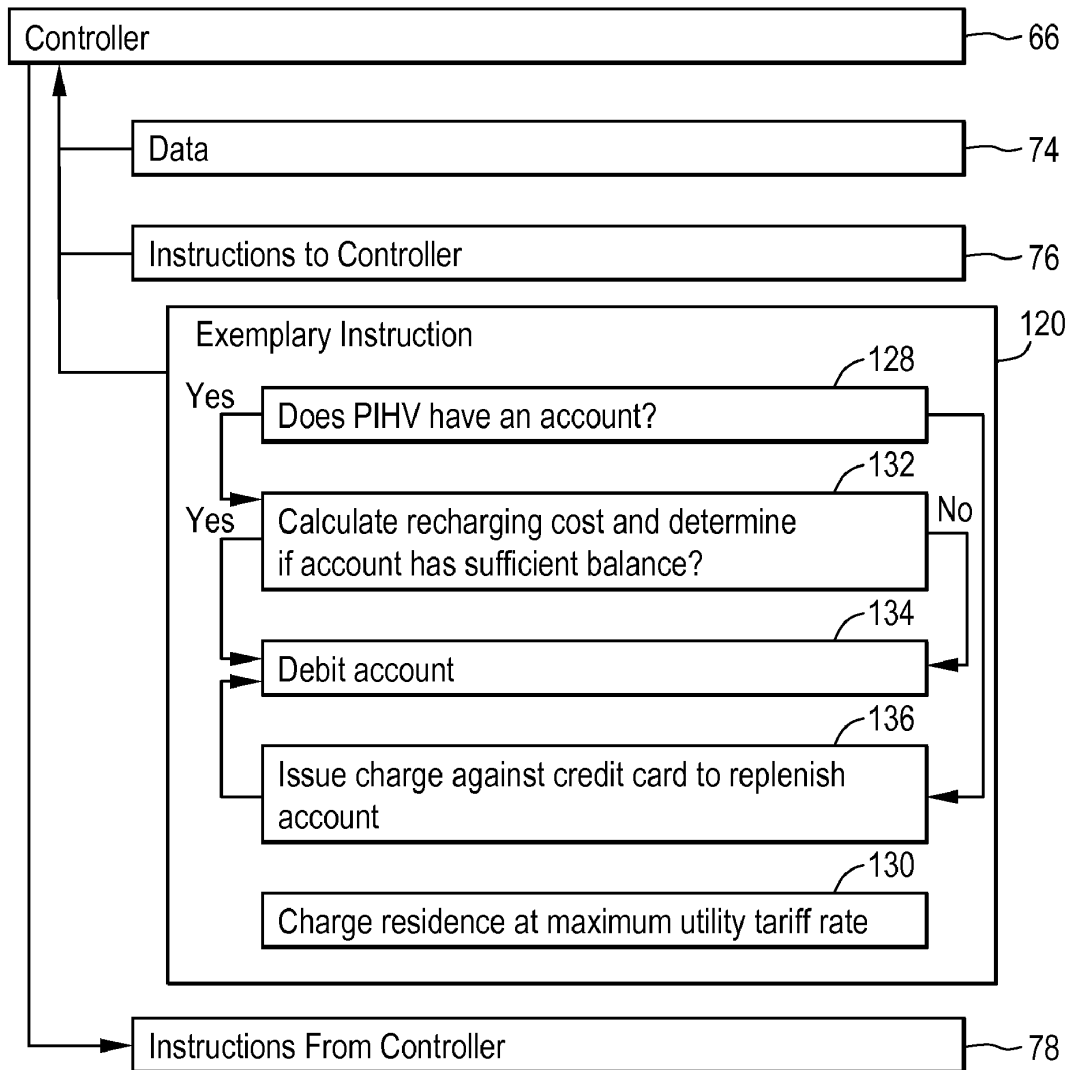 Controller
66
Data
74
Instructions to Controller
76
Exemplary Instruction
120
128
Yes
Does PIHV have an account?
132
Yes
Calculate recharging cost and determine
if account has sufficient balance?
No
134
Debit account
136
Issue charge against credit card to replenish
account
130
Charge residence at maximum utility tariff rate
Instructions From Controller
78